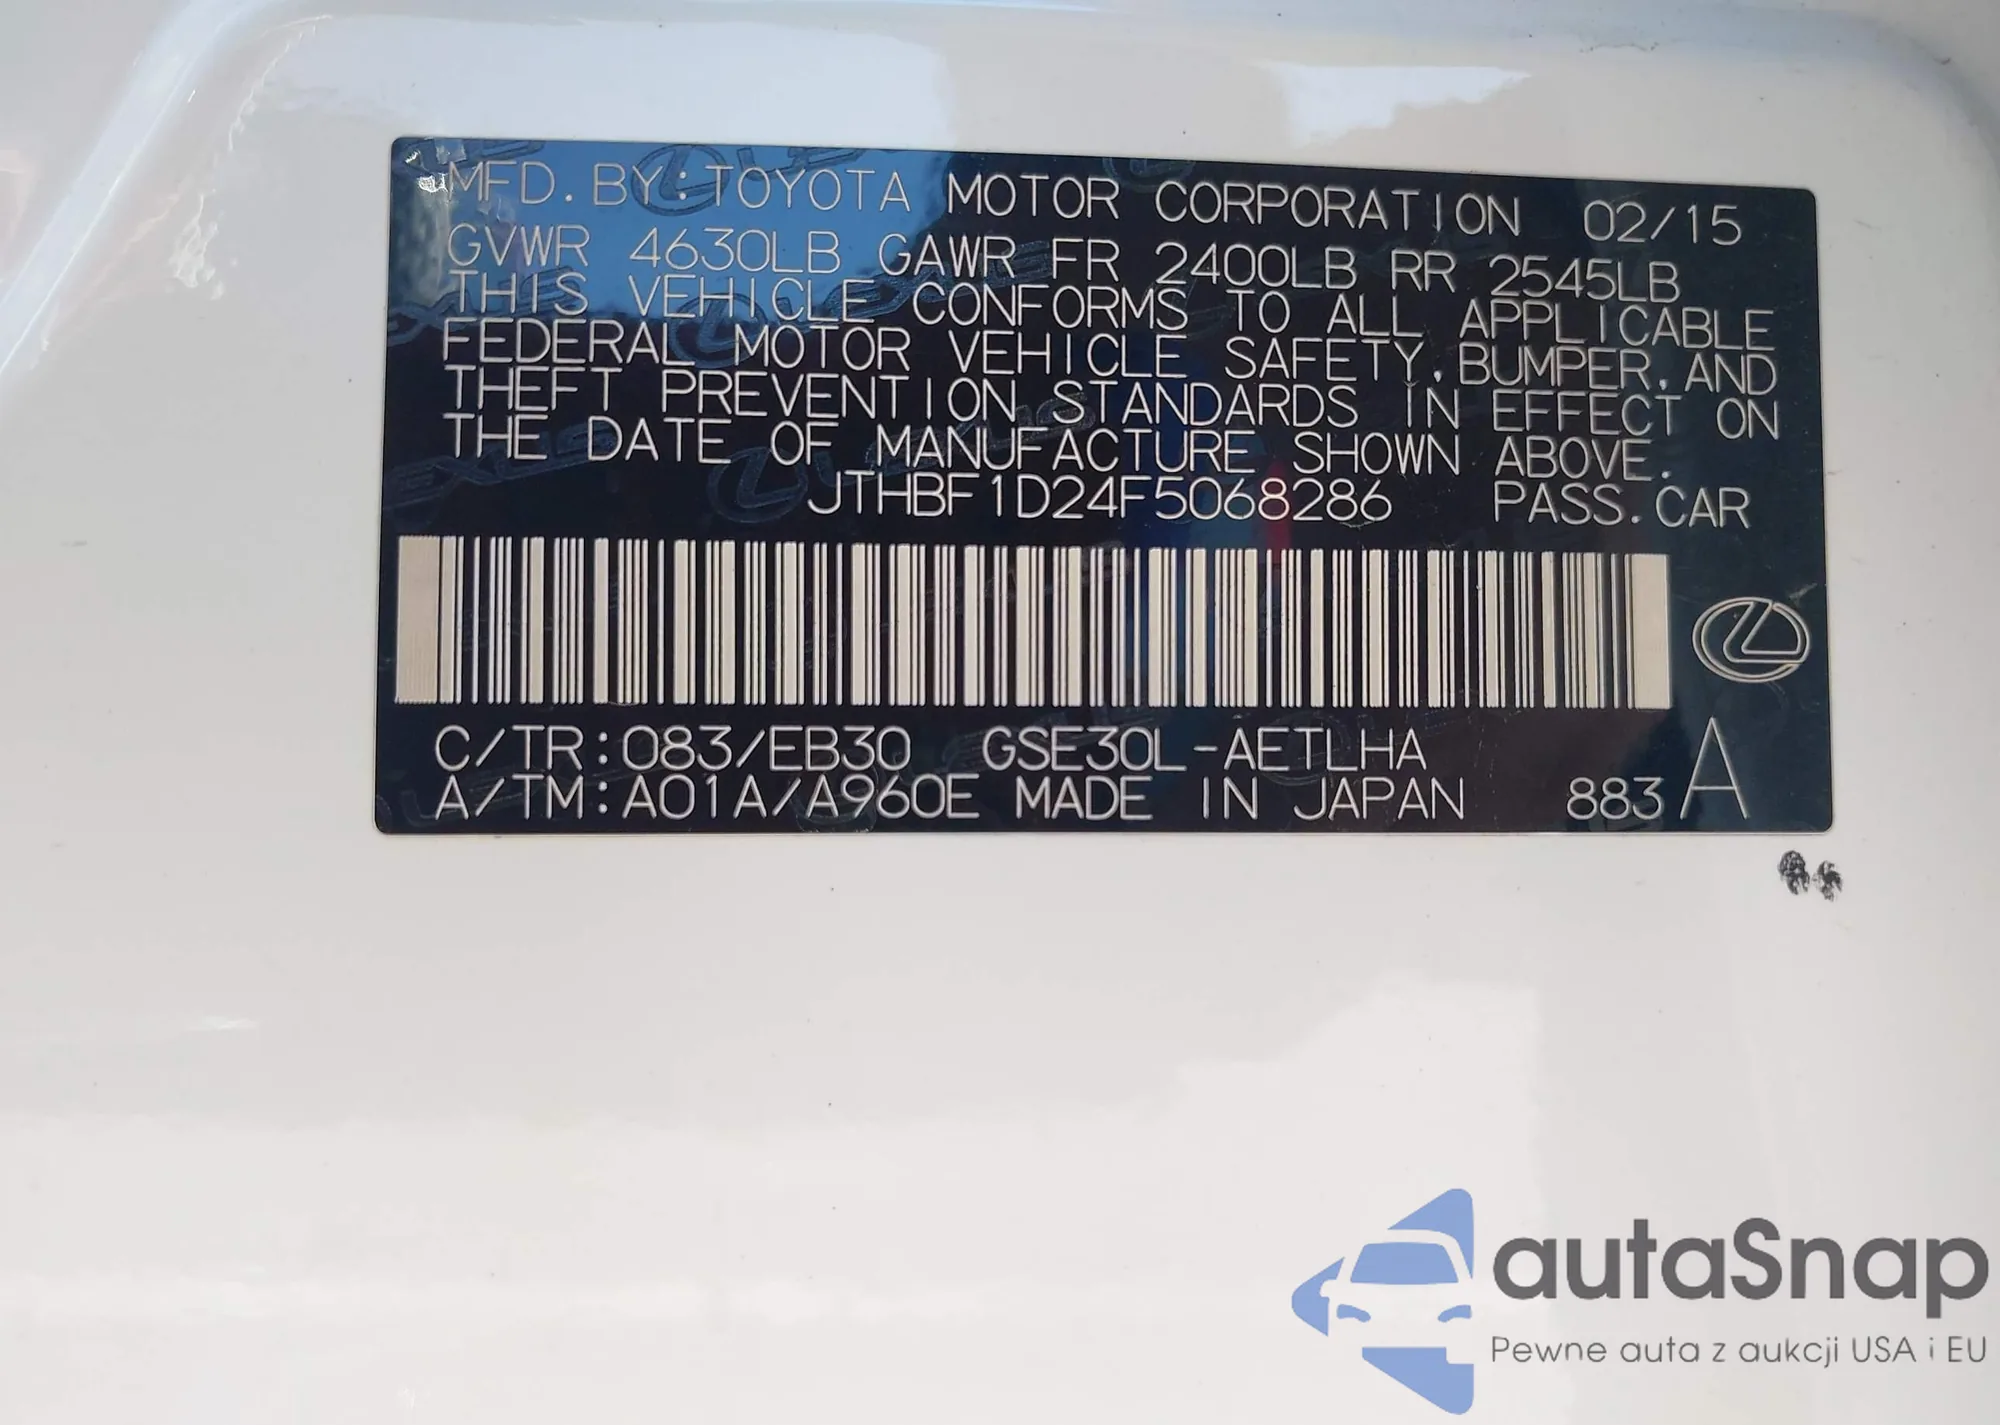 MFD. BY: TOYOTA MOTOR CORPORATION 02/15
GVWR 4630LB GAWR FR 2400LB RR 2545LB
THIS VEHICLE CONFORMS TO ALL APPLICABLE
FEDERAL MOTOR VEHICLE SAFETY, BUMPER, AND
THEFT PREVENTION STANDARDS IN EFFECT ON
THE DATE OF MANUFACTURE SHOWN ABOVE.
JTHBF1D24F5068286 PASS. CAR
C/TR: 083/EB30 GSE30L-AETLHA
A/TM: A01A/A960E MADE IN JAPAN 883 A
autaSnap
Pewne auta z aukcji USA i EU